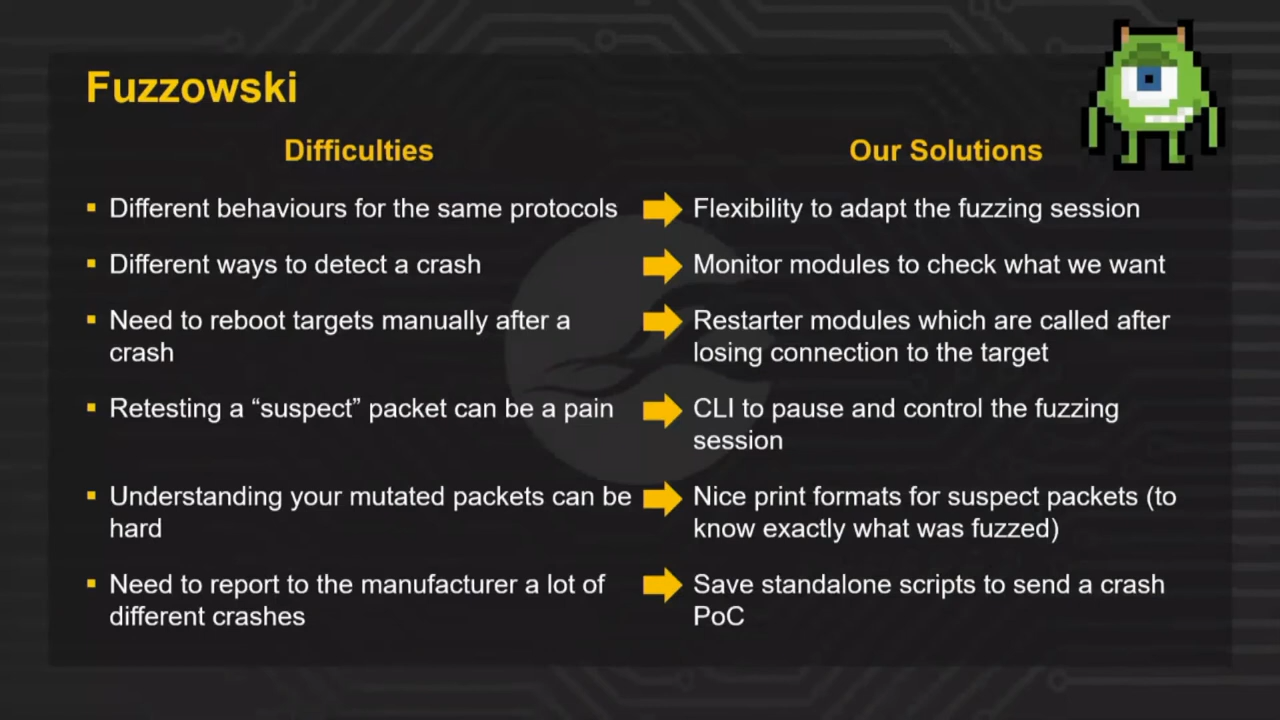 Fuzzowski
Difficulties
Our Solutions
Different behaviours for the same protocols
Flexibility to adapt the fuzzing session
Different ways to detect a crash
Monitor modules to check what we want
Need to reboot targets manually after a
crash
Restarter modules which are called after
losing connection to the target
Retesting a “suspect” packet can be a pain
CLI to pause and control the fuzzing
session
Understanding your mutated packets can be
hard
Nice print formats for suspect packets (to
know exactly what was fuzzed)
Need to report to the manufacturer a lot of
different crashes
Save standalone scripts to send a crash
PoC